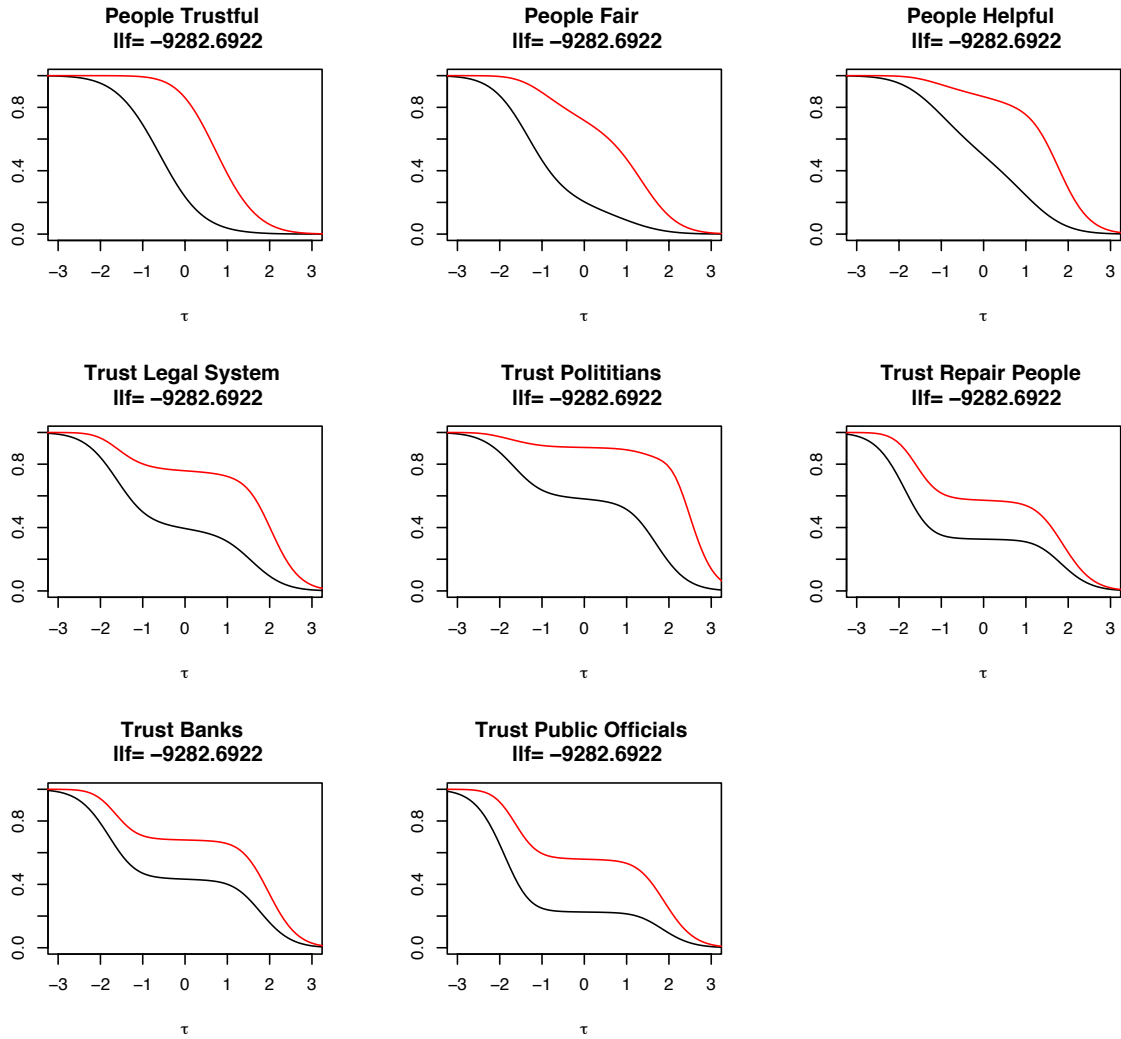 People Trustful
llf= −9282.6922
People Fair
llf= −9282.6922
People Helpful
llf= −9282.6922
0.0 0.4 0.8
−3 −2 −1 0 1 2 3
τ
0.0 0.4 0.8
−3 −2 −1 0 1 2 3
τ
0.0 0.4 0.8
−3 −2 −1 0 1 2 3
τ
Trust Legal System
llf= −9282.6922
Trust Polititians
llf= −9282.6922
Trust Repair People
llf= −9282.6922
0.0 0.4 0.8
−3 −2 −1 0 1 2 3
τ
0.0 0.4 0.8
−3 −2 −1 0 1 2 3
τ
0.0 0.4 0.8
−3 −2 −1 0 1 2 3
τ
Trust Banks
llf= −9282.6922
Trust Public Officials
llf= −9282.6922
0.0 0.4 0.8
−3 −2 −1 0 1 2 3
τ
0.0 0.4 0.8
−3 −2 −1 0 1 2 3
τ